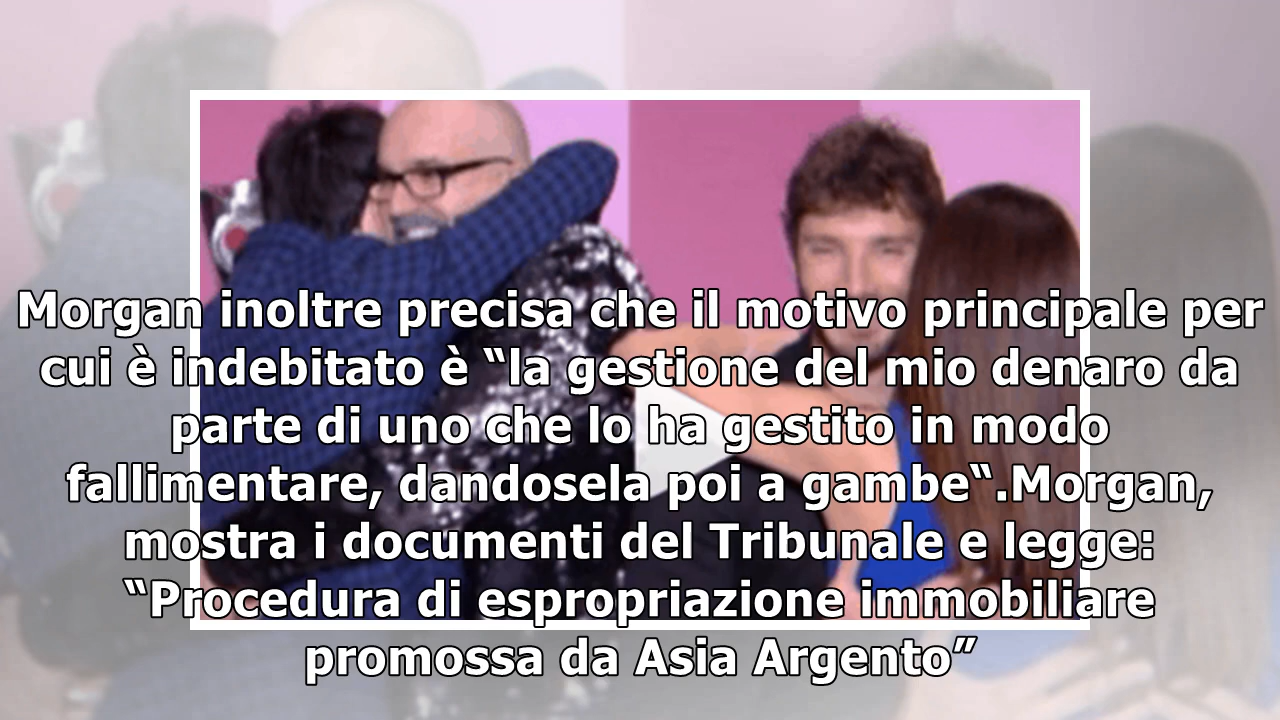 Morgan inoltre precisa che il motivo principale per
cui è indebitato è “la gestione del mio denaro da
parte di uno che lo ha gestito in modo
fallimentare, dandosela poi a gambe“.Morgan,
mostra i documenti del Tribunale e legge:
“Procedura di espropriazione immobiliare
promossa da Asia Argento”